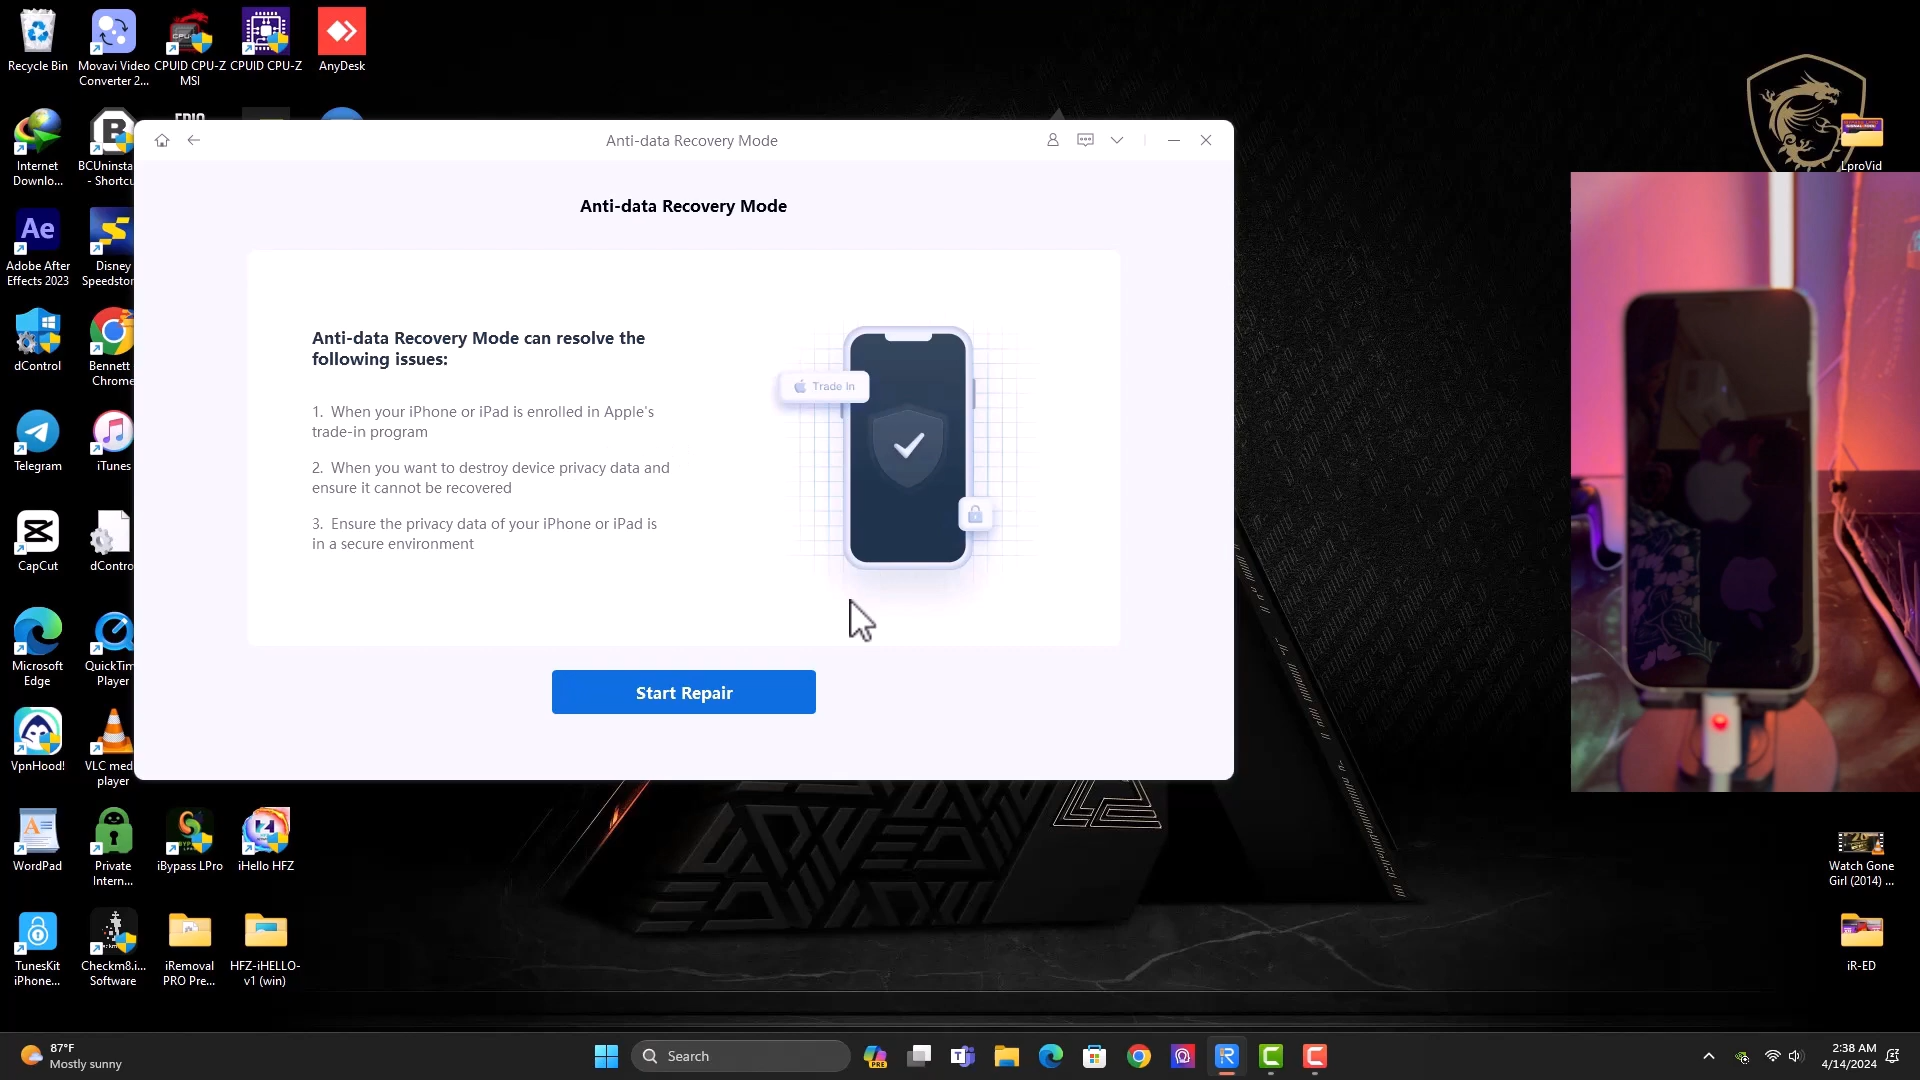 Recycle Bin
Movavi Video
Converter 2...
CPUID CPU-Z
MSI
CPUID CPU-Z
AnyDesk
Internet
Downlo...
BCUninsta
- Shortcu
Adobe After
Effects 2023
Disney
Speedstor
dControl
Bennett
Chrome
Telegram
iTunes
CapCut
dContro
Microsoft
Edge
QuickTim
Player
VpnHood!
VLC med
player
WordPad
Private
Intern...
iBypass LPro
iHello HFZ
TunesKit
iPhone...
Checkm8.i...
Software
iRemoval
PRO Pre...
HFZ-iHELLO-
v1 (win)
Anti-data Recovery Mode
Anti-data Recovery Mode
Anti-data Recovery Mode can resolve the
following issues:
1. When your iPhone or iPad is enrolled in Apple's
trade-in program
2. When you want to destroy device privacy data and
ensure it cannot be recovered
3. Ensure the privacy data of your iPhone or iPad is
in a secure environment
Trade In
Start Repair
LproVid
Watch Gone
Girl (2014) ...
iR-ED
87°F
Mostly sunny
Search
2:38 AM
4/14/2024